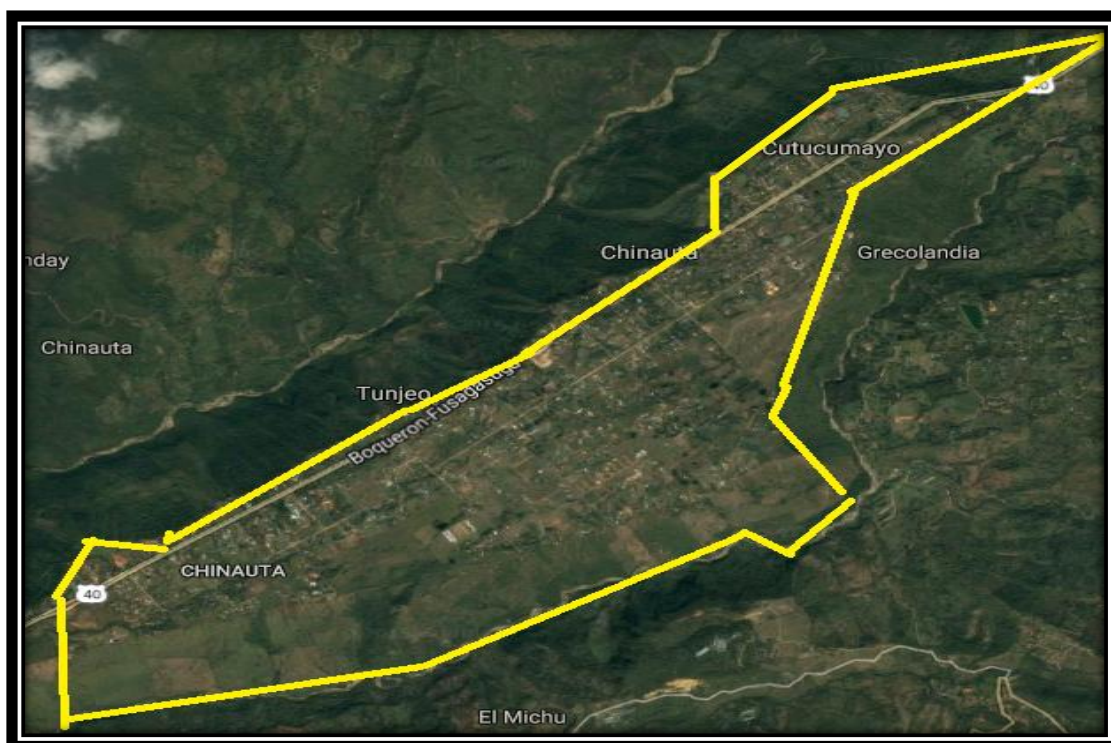 40
Cutucumayo
Chinauta
Grecolandia
nday
Chinauta
Tunjeo
Boqueron-Fusagasuga
CHINAUTA
40
El Michu